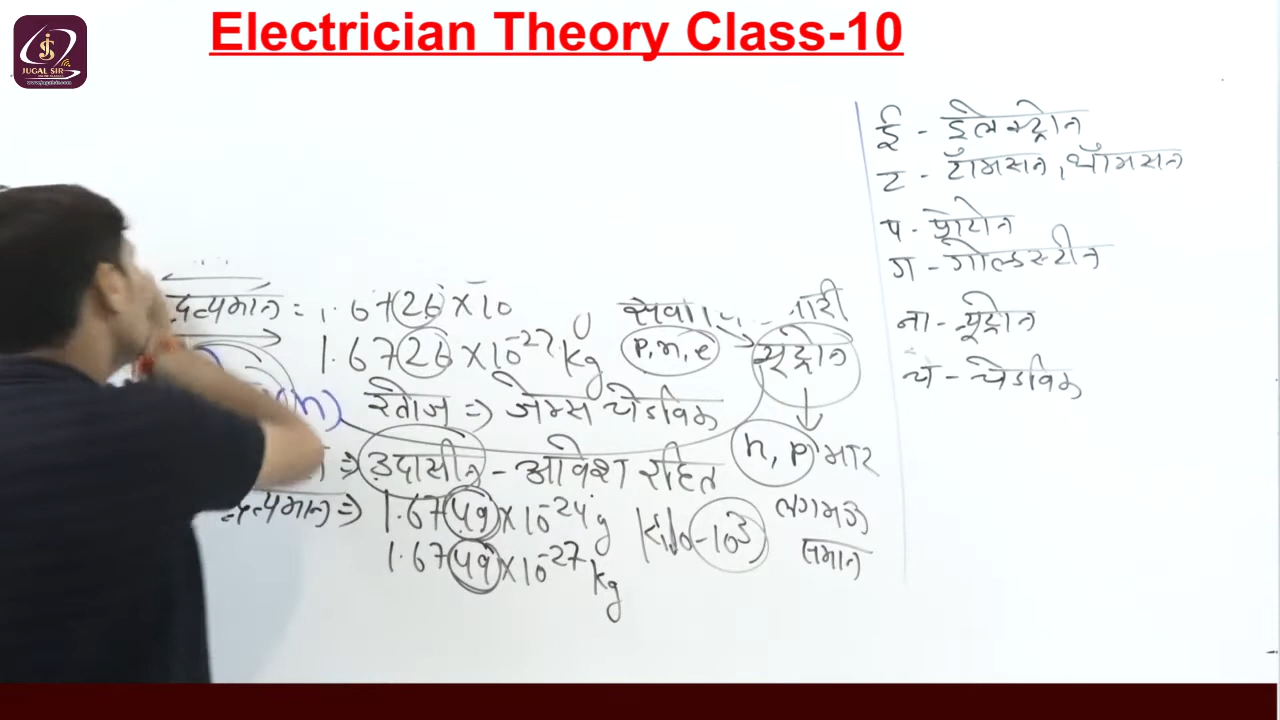 Electrician Theory Class-10
JUGAL SIR
ई - इलेक्ट्रोन
ट - टॉमसन, थॉमसन
प - प्रोटोन
ग - गोल्डस्टीन
ना - न्यूट्रोन
चे - चेडविक
द्रव्यमान = 1.6726 × 10
1.6726 × 10⁻²⁷ kg
p, n, e
भारी
न्यूट्रोन
खोज ⇒ जेम्स चेडविक
⇒ उदासीन - आवेश रहित
n, p भार
लगभग
समान
द्रव्यमान ⇒ 1.6749 × 10⁻²⁴ g
Kilo - 10³
1.6749 × 10⁻²⁷ kg